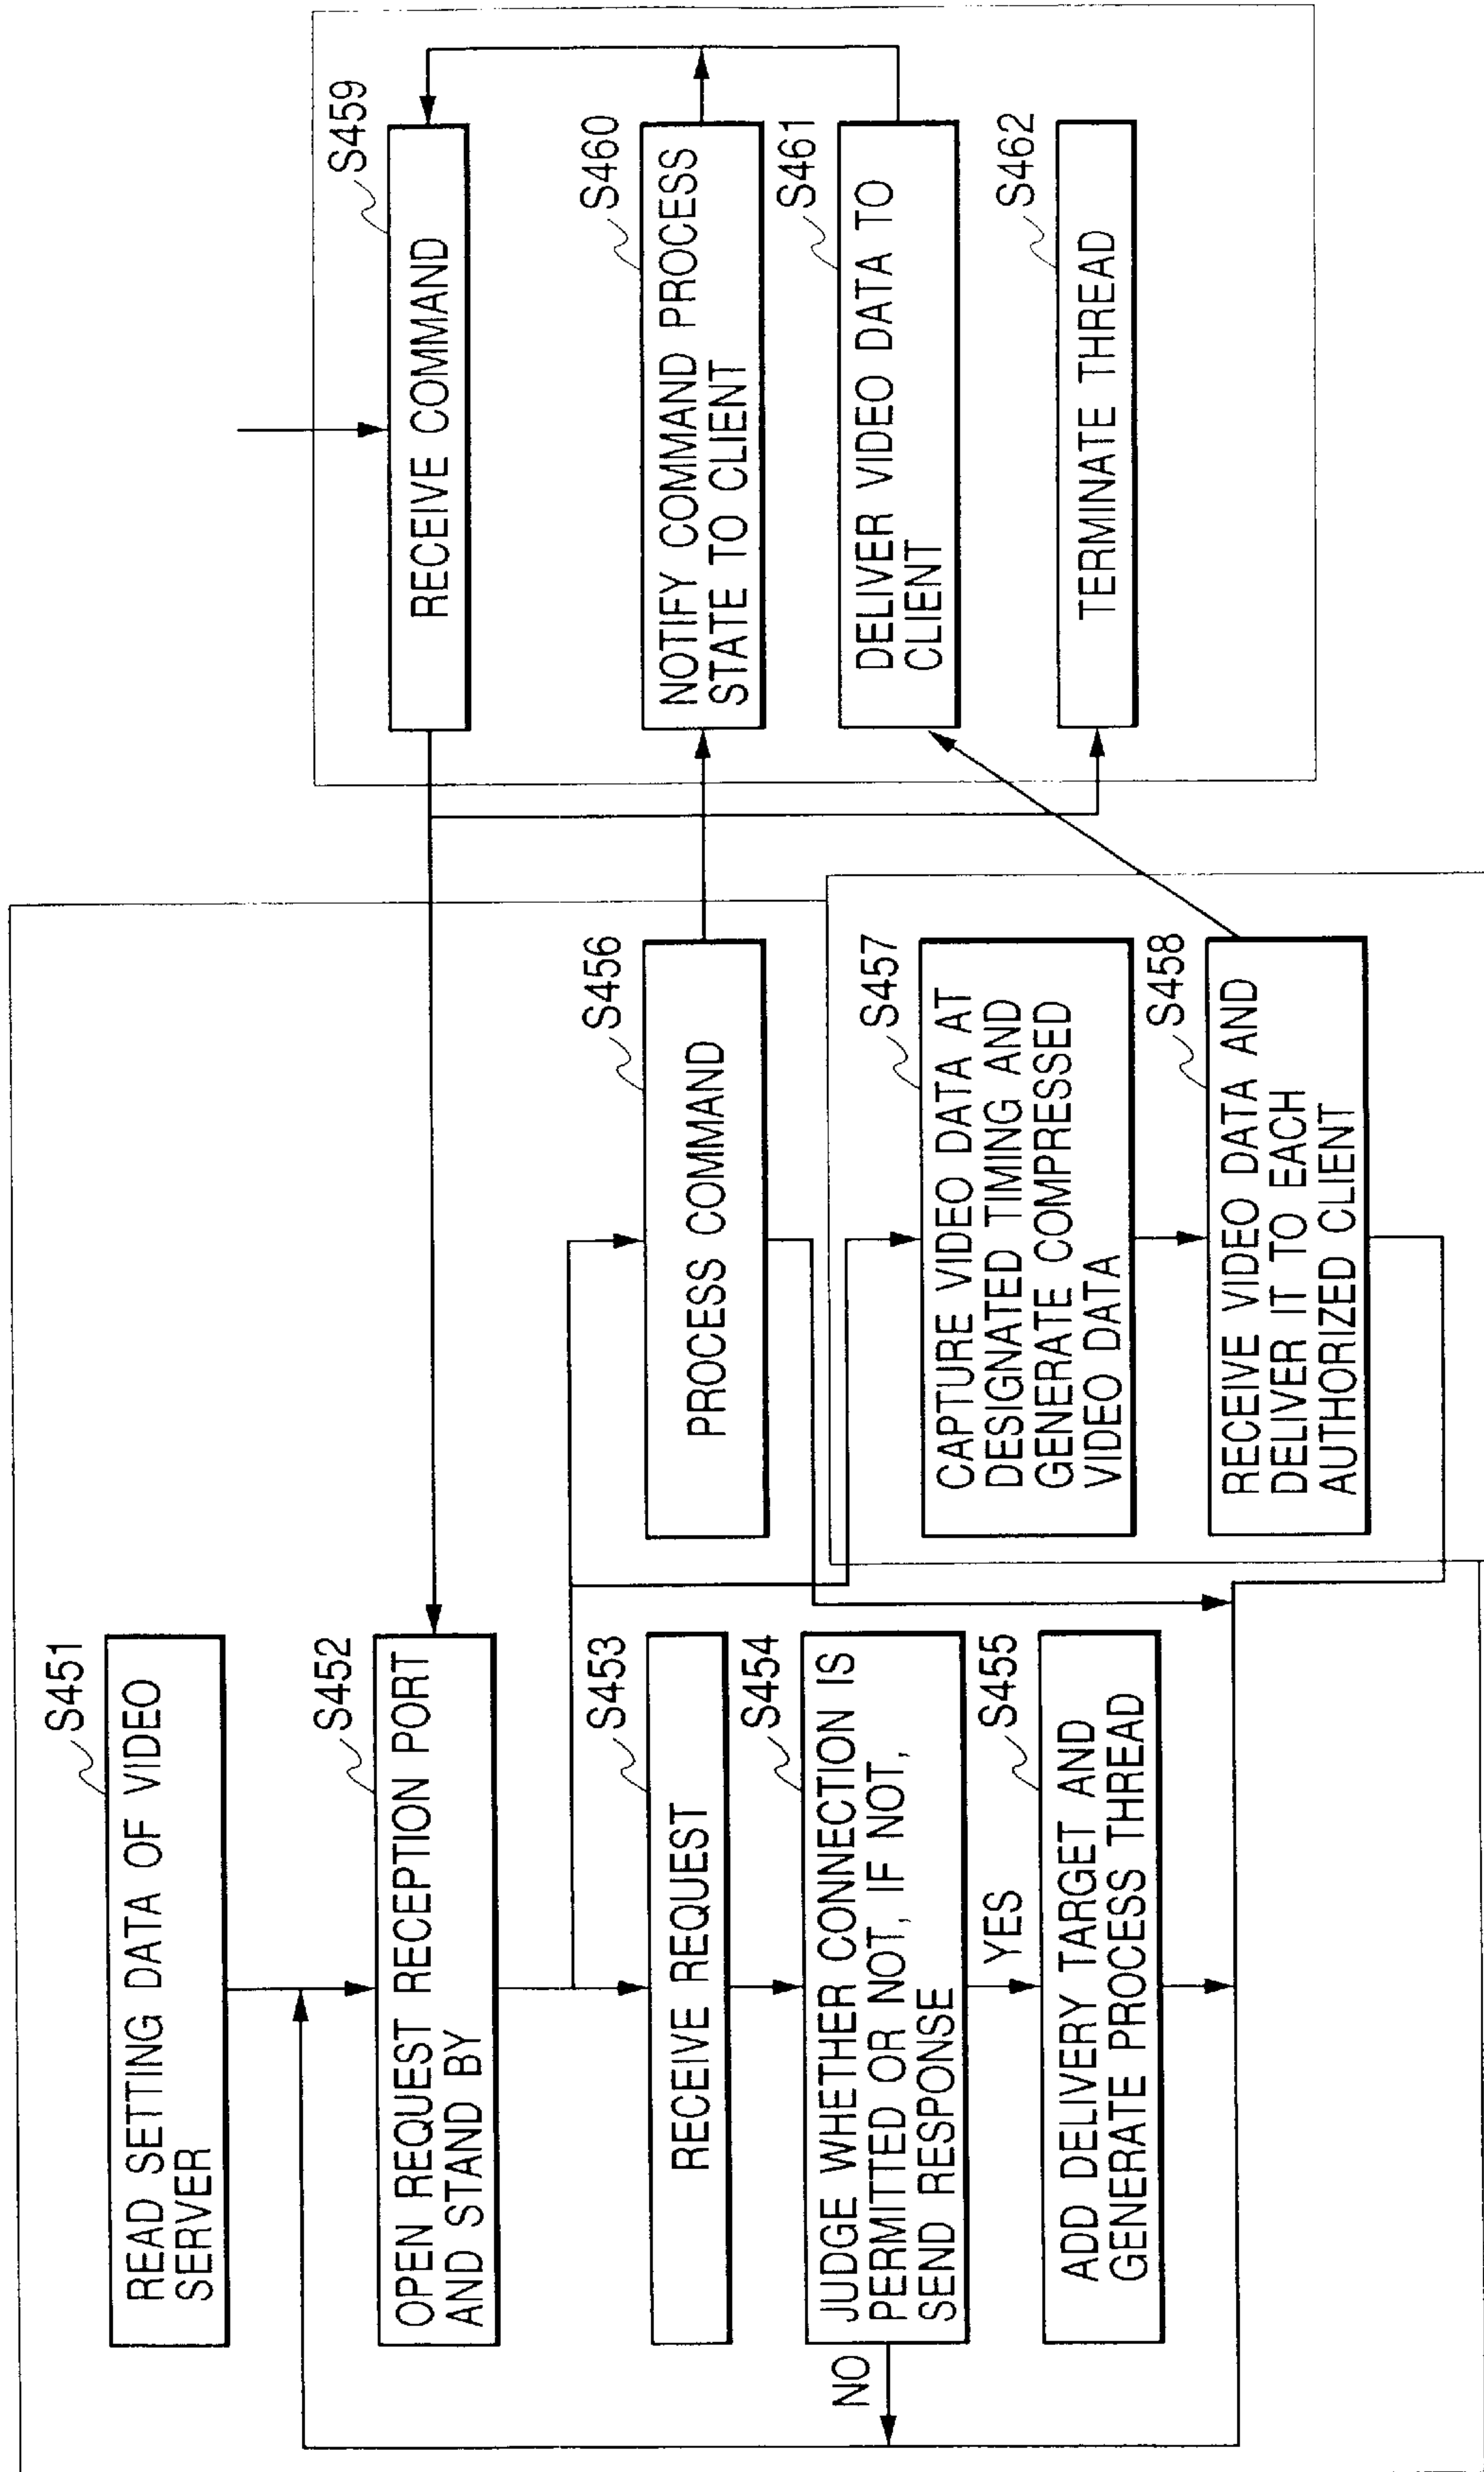 S451
READ SETTING DATA OF VIDEO
SERVER
S452
OPEN REQUEST RECEPTION PORT
AND STAND BY
S453
RECEIVE REQUEST
S454
JUDGE WHETHER CONNECTION IS
PERMITTED OR NOT, IF NOT,
SEND RESPONSE
NO
YES
S455
ADD DELIVERY TARGET AND
GENERATE PROCESS THREAD
S456
PROCESS COMMAND
S457
CAPTURE VIDEO DATA AT
DESIGNATED TIMING AND
GENERATE COMPRESSED
VIDEO DATA
S458
RECEIVE VIDEO DATA AND
DELIVER IT TO EACH
AUTHORIZED CLIENT
S459
RECEIVE COMMAND
S460
NOTIFY COMMAND PROCESS
STATE TO CLIENT
S461
DELIVER VIDEO DATA TO
CLIENT
S462
TERMINATE THREAD